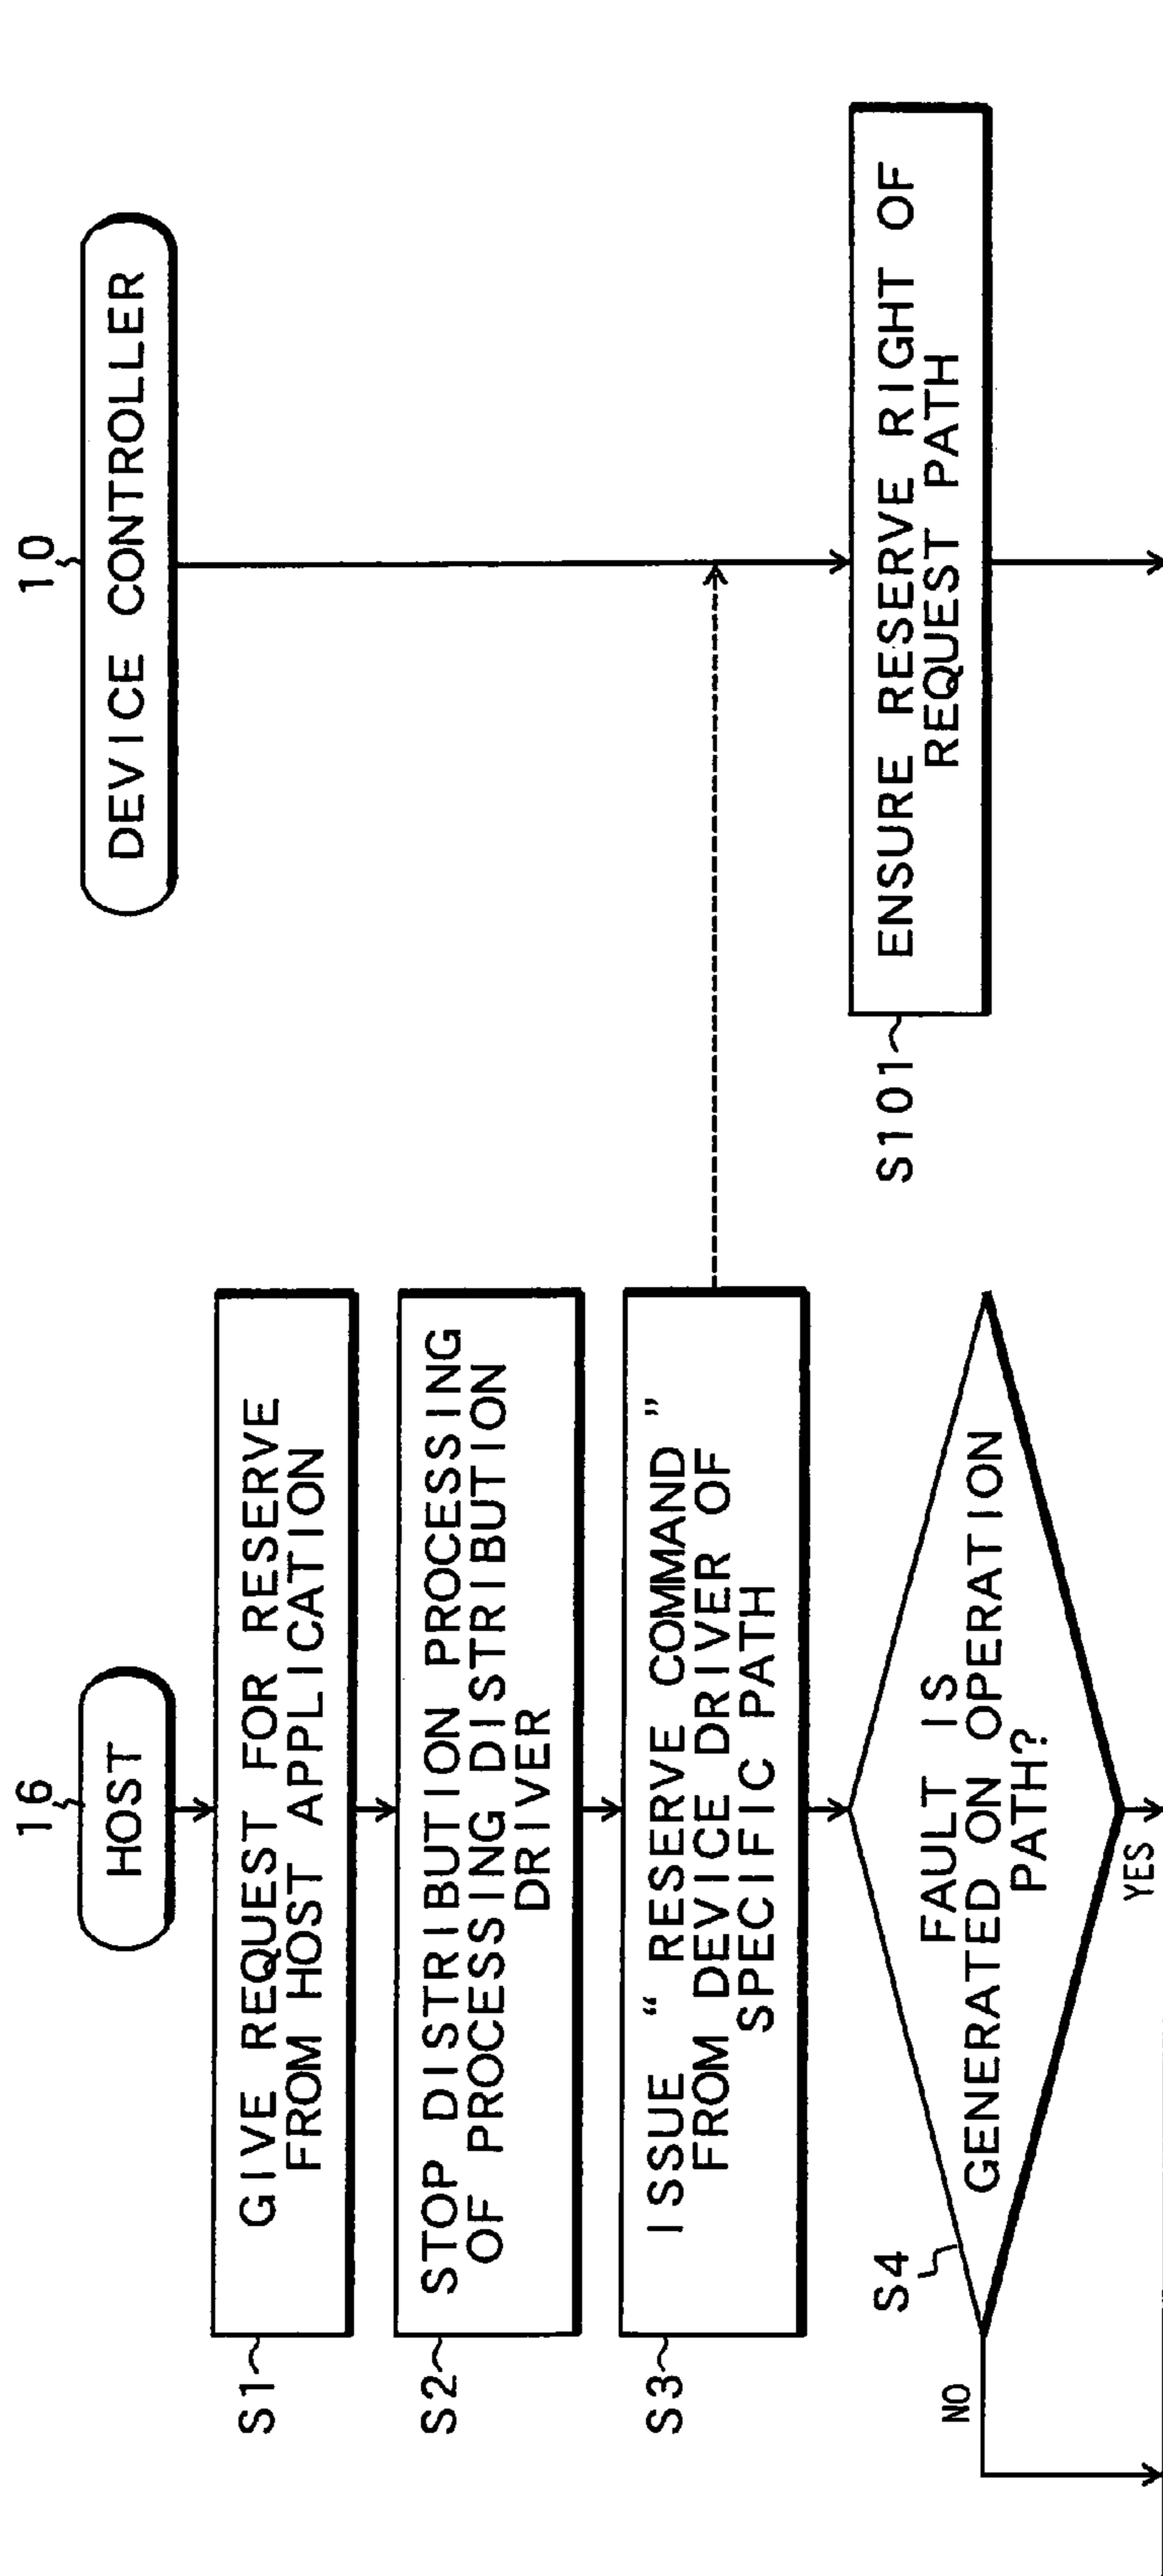 16
HOST
10
DEVICE CONTROLLER
S1
GIVE REQUEST FOR RESERVE
FROM HOST APPLICATION
S2
STOP DISTRIBUTION PROCESSING
OF PROCESSING DISTRIBUTION
DRIVER
S3
ISSUE “ RESERVE COMMAND ”
FROM DEVICE DRIVER OF
SPECIFIC PATH
S101
ENSURE RESERVE RIGHT OF
REQUEST PATH
S4
FAULT IS
GENERATED ON OPERATION
PATH?
NO
YES